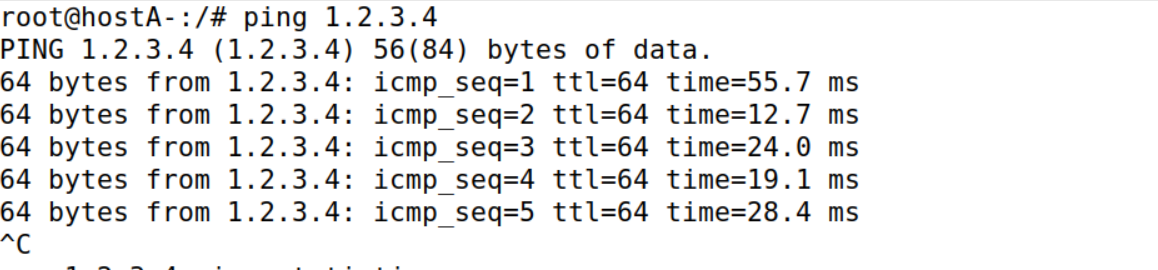 root@hostA-:/# ping 1.2.3.4
PING 1.2.3.4 (1.2.3.4) 56(84) bytes of data.
64 bytes from 1.2.3.4: icmp_seq=1 ttl=64 time=55.7 ms
64 bytes from 1.2.3.4: icmp_seq=2 ttl=64 time=12.7 ms
64 bytes from 1.2.3.4: icmp_seq=3 ttl=64 time=24.0 ms
64 bytes from 1.2.3.4: icmp_seq=4 ttl=64 time=19.1 ms
64 bytes from 1.2.3.4: icmp_seq=5 ttl=64 time=28.4 ms
^C